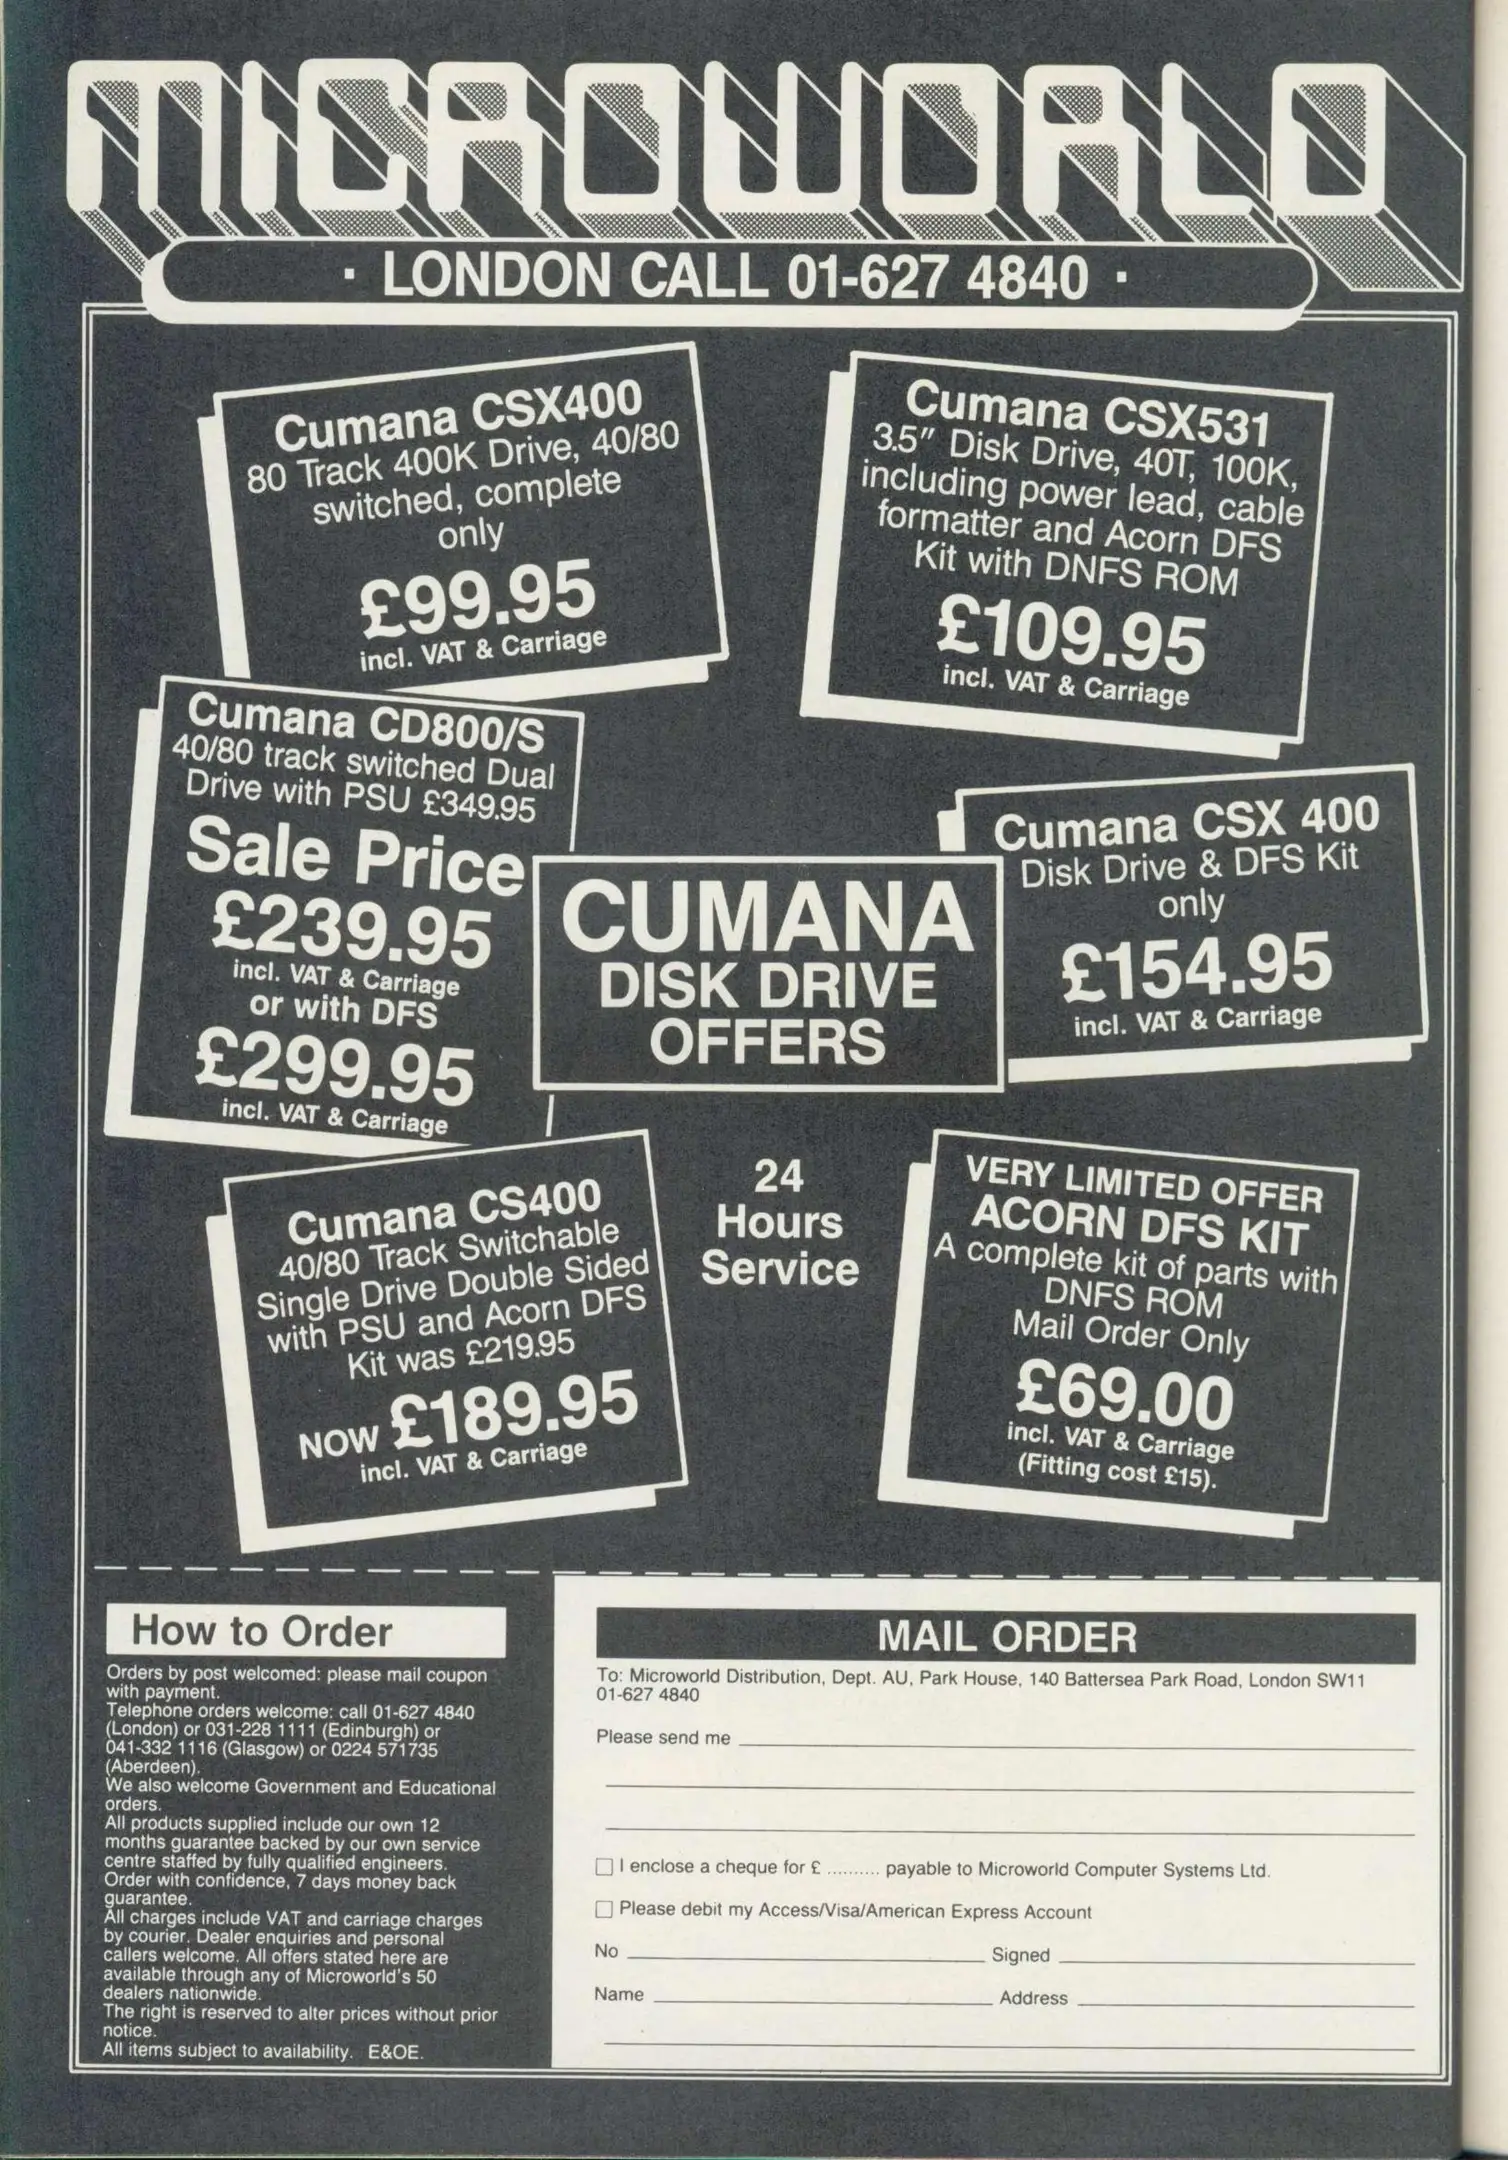 MICROWORLD
· LONDON CALL 01-627 4840 ·
Cumana CSX400
80 Track 400K Drive, 40/80
switched, complete
only
£99.95
incl. VAT & Carriage
Cumana CSX531
3.5" Disk Drive, 40T, 100K,
including power lead, cable
formatter and Acorn DFS
Kit with DNFS ROM
£109.95
incl. VAT & Carriage
Cumana CD800/S
40/80 track switched Dual
Drive with PSU £349.95
Sale Price
£239.95
incl. VAT & Carriage
or with DFS
£299.95
incl. VAT & Carriage
CUMANA
DISK DRIVE
OFFERS
Cumana CSX 400
Disk Drive & DFS Kit
only
£154.95
incl. VAT & Carriage
Cumana CS400
40/80 Track Switchable
Single Drive Double Sided
with PSU and Acorn DFS
Kit was £219.95
NOW £189.95
incl. VAT & Carriage
24
Hours
Service
VERY LIMITED OFFER
ACORN DFS KIT
A complete kit of parts with
DNFS ROM
Mail Order Only
£69.00
incl. VAT & Carriage
(Fitting cost £15).
How to Order
Orders by post welcomed: please mail coupon
with payment.
Telephone orders welcome: call 01-627 4840
(London) or 031-228 1111 (Edinburgh) or
041-332 1116 (Glasgow) or 0224 571735
(Aberdeen).
We also welcome Government and Educational
orders.
All products supplied include our own 12
months guarantee backed by our own service
centre staffed by fully qualified engineers.
Order with confidence, 7 days money back
guarantee.
All charges include VAT and carriage charges
by courier. Dealer enquiries and personal
callers welcome. All offers stated here are
available through any of Microworld's 50
dealers nationwide.
The right is reserved to alter prices without prior
notice.
All items subject to availability. E&OE.
MAIL ORDER
To: Microworld Distribution, Dept. AU, Park House, 140 Battersea Park Road, London SW11
01-627 4840
Please send me
I enclose a cheque for £ .......... payable to Microworld Computer Systems Ltd.
Please debit my Access/Visa/American Express Account
No Signed
Name Address